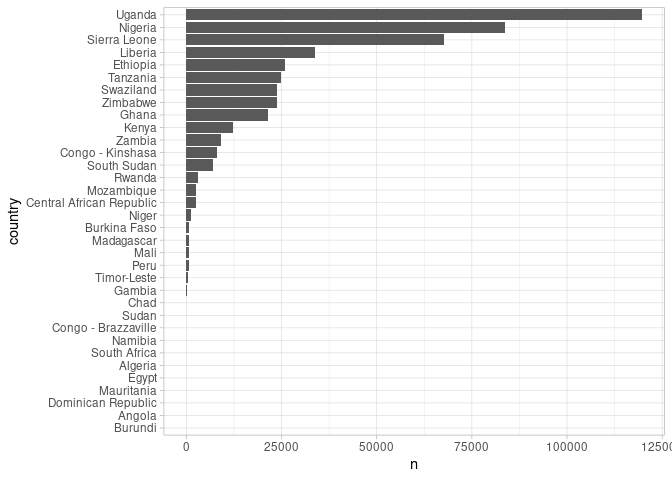 Uganda
Nigeria
Sierra Leone
Liberia
Ethiopia
Tanzania
Swaziland
Zimbabwe
Ghana
Kenya
Zambia
Congo - Kinshasa
South Sudan
Rwanda
Mozambique
Central African Republic
Niger
Burkina Faso
Madagascar
Mali
Peru
Timor-Leste
Gambia
Chad
Sudan
Congo - Brazzaville
Namibia
South Africa
Algeria
Egypt
Mauritania
Dominican Republic
Angola
Burundi
country
0 25000 50000 75000 100000 12500
n